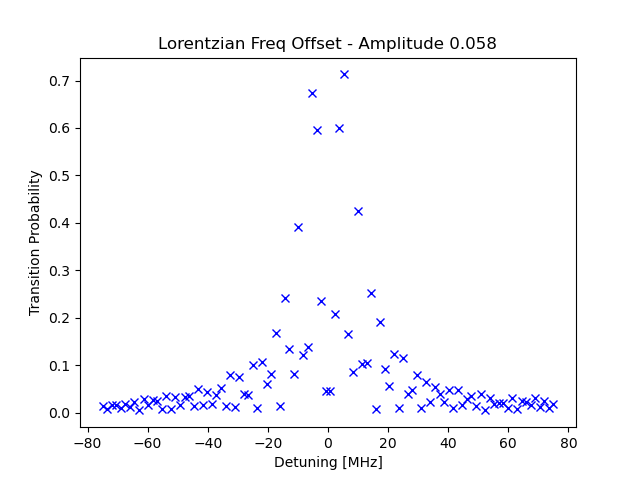 Lorentzian Freq Offset - Amplitude 0.058
Transition Probability
0.7
0.6
0.5
0.4
0.3
0.2
0.1
0.0
−80 −60 −40 −20 0 20 40 60 80
Detuning [MHz]